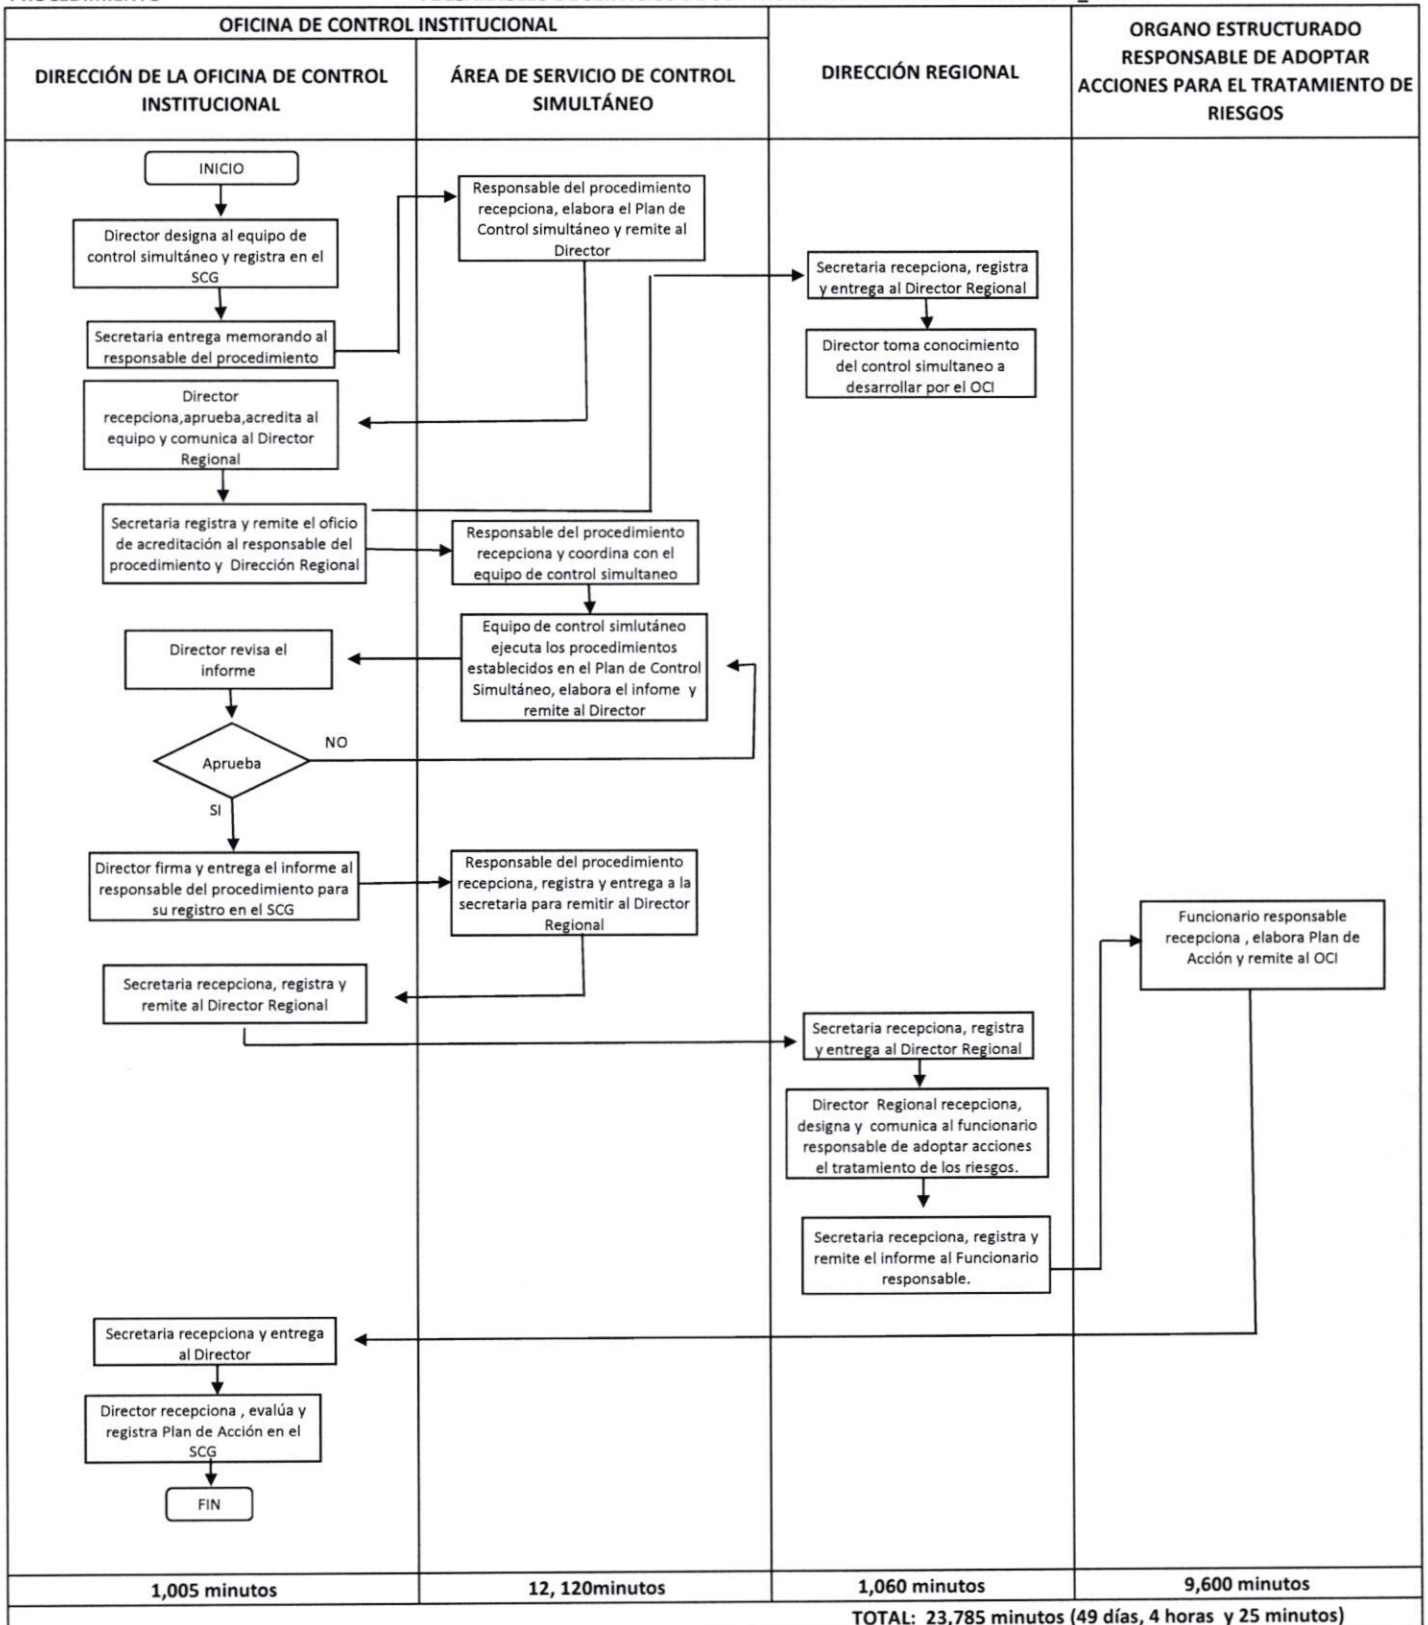 OFICINA DE CONTROL INSTITUCIONAL
DIRECCIÓN DE LA OFICINA DE CONTROL
INSTITUCIONAL
ÁREA DE SERVICIO DE CONTROL
SIMULTÁNEO
DIRECCIÓN REGIONAL
ORGANO ESTRUCTURADO
RESPONSABLE DE ADOPTAR
ACCIONES PARA EL TRATAMIENTO DE
RIESGOS
INICIO
Director designa al equipo de
control simultáneo y registra en el
SCG
Secretaria entrega memorando al
responsable del procedimiento
Responsable del procedimiento
recepciona, elabora el Plan de
Control simultáneo y remite al
Director
Director
recepciona,aprueba,acredita al
equipo y comunica al Director
Regional
Secretaria registra y remite el oficio
de acreditación al responsable del
procedimiento y Dirección Regional
Secretaria recepciona, registra
y entrega al Director Regional
Director toma conocimiento
del control simultaneo a
desarrollar por el OCI
Responsable del procedimiento
recepciona y coordina con el
equipo de control simultaneo
Equipo de control simlutáneo
ejecuta los procedimientos
establecidos en el Plan de Control
Simultáneo, elabora el infome y
remite al Director
Director revisa el
informe
Aprueba
NO
SI
Director firma y entrega el informe al
responsable del procedimiento para
su registro en el SCG
Responsable del procedimiento
recepciona, registra y entrega a la
secretaria para remitir al Director
Regional
Secretaria recepciona, registra y
remite al Director Regional
Secretaria recepciona, registra
y entrega al Director Regional
Director Regional recepciona,
designa y comunica al funcionario
responsable de adoptar acciones
el tratamiento de los riesgos.
Secretaria recepciona, registra y
remite el informe al Funcionario
responsable.
Funcionario responsable
recepciona , elabora Plan de
Acción y remite al OCI
Secretaria recepciona y entrega
al Director
Director recepciona , evalúa y
registra Plan de Acción en el
SCG
FIN
1,005 minutos
12, 120minutos
1,060 minutos
9,600 minutos
TOTAL: 23,785 minutos (49 días, 4 horas y 25 minutos)